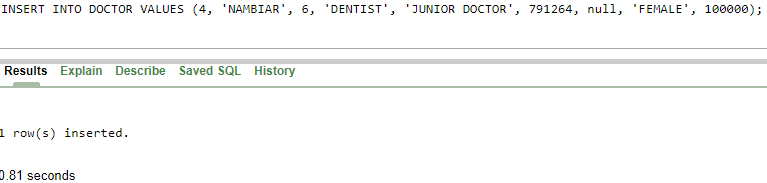 INSERT INTO DOCTOR VALUES (4, 'NAMBIAR', 6, 'DENTIST', 'JUNIOR DOCTOR', 791264, null, 'FEMALE', 100000);
Results Explain Describe Saved SQL History
1 row(s) inserted.
0.81 seconds